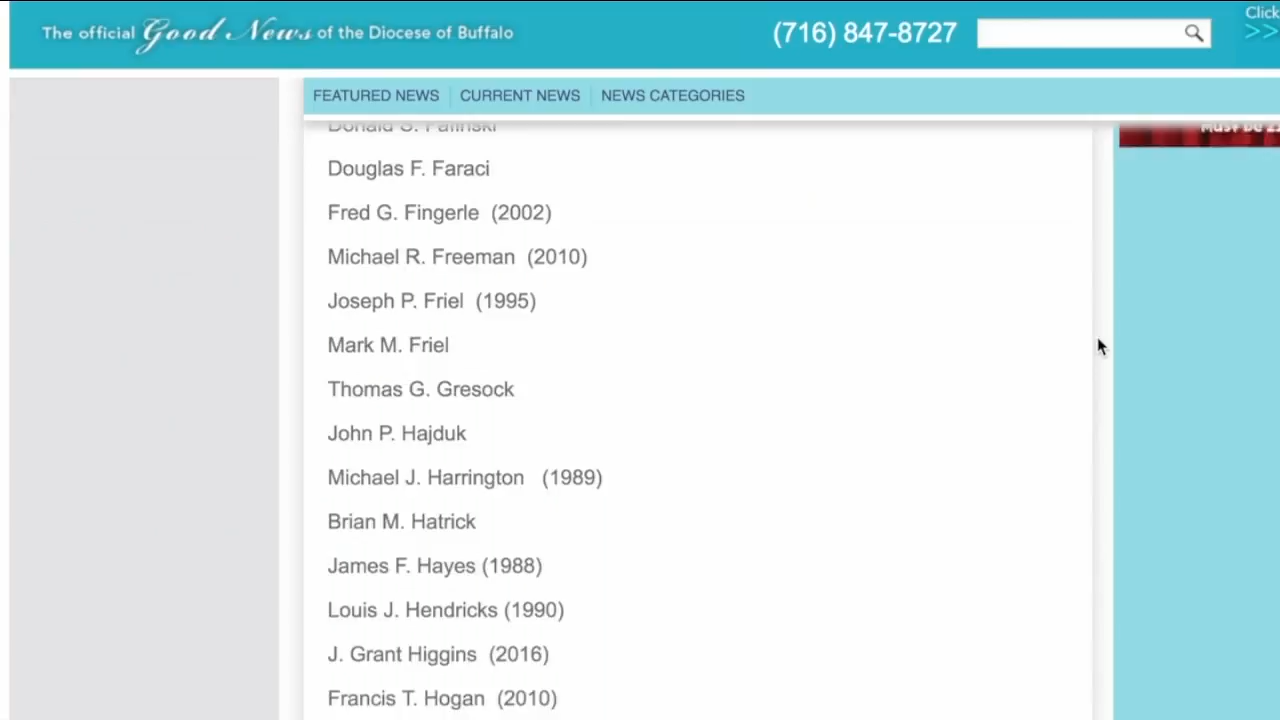 The official Good News of the Diocese of Buffalo
(716) 847-8727
Click
>>
FEATURED NEWS
CURRENT NEWS
NEWS CATEGORIES
Douglas F. Faraci
Fred G. Fingerle (2002)
Michael R. Freeman (2010)
Joseph P. Friel (1995)
Mark M. Friel
Thomas G. Gresock
John P. Hajduk
Michael J. Harrington (1989)
Brian M. Hatrick
James F. Hayes (1988)
Louis J. Hendricks (1990)
J. Grant Higgins (2016)
Francis T. Hogan (2010)